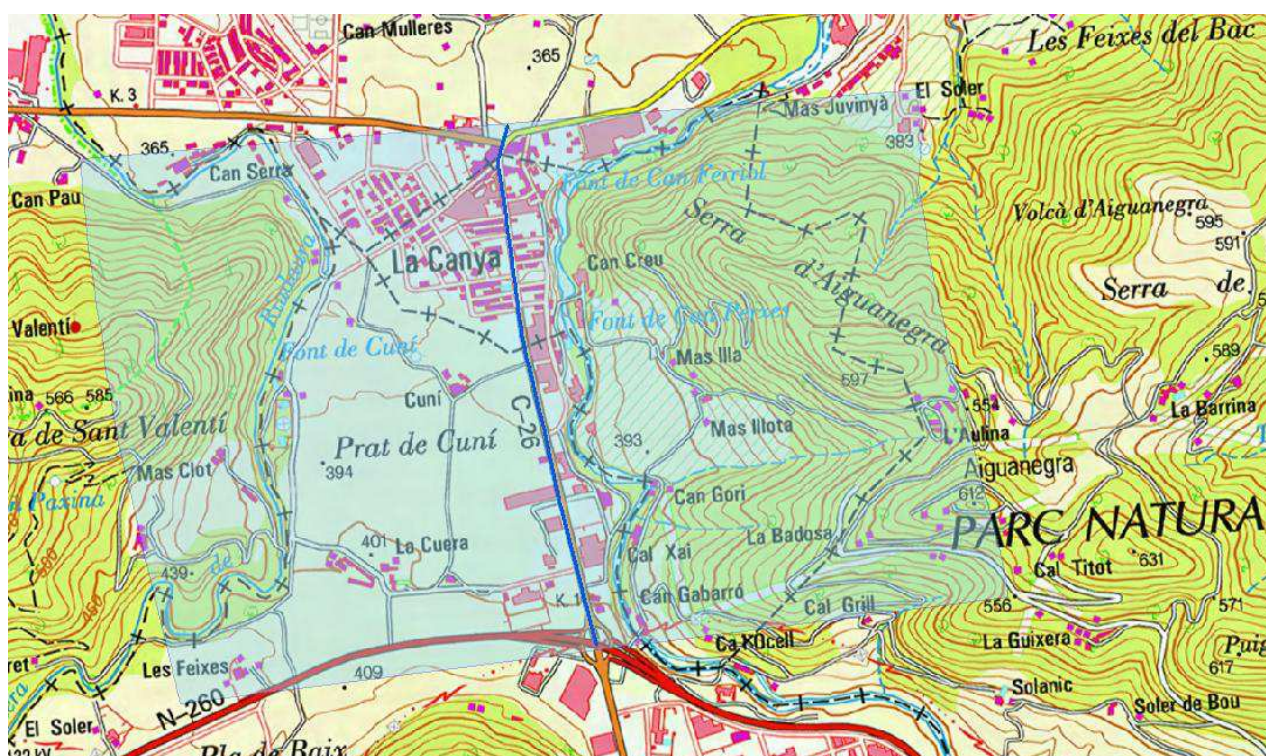 Can Mulleres
365
Les Feixes del Bac
K. 3
El Soler
Mas Juvinyà
365
383
Can Serra
Can Pau
Font de Can Ferriol
Serra
Volcà d'Aiguanegra
595
591
La Canya
Can Creu
d'Aiguanegra
Serra de
Riudaura
Valentí
Font de Cuní
Font de Can Perxes
Mas Illa
589
597
566
585
Cuní
C-26
554
La Barrina
a de Sant Valentí
Prat de Cuní
393
Mas Illota
L'Aulina
Mas Clot
394
Aiguanegra
Can Gori
612
PARC NATURA
La Badosa
401
La Cuera
Cal Xai
631
439
de
Can Gabarró
Cal Titot
K. 1
Cal Grill
556
571
Les Feixes
409
Ca l'Ocell
La Guixera
Puig
617
N-260
Solanic
El Soler
Soler de Bou
Pla de Baix